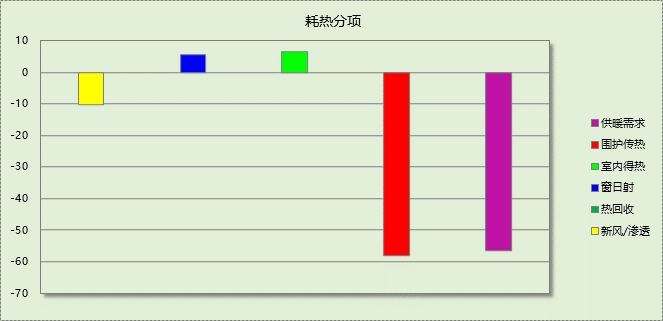 耗热分项
10
0
-10
-20
-30
-40
-50
-60
-70
供暖需求
围护传热
室内得热
窗日射
热回收
新风/渗透